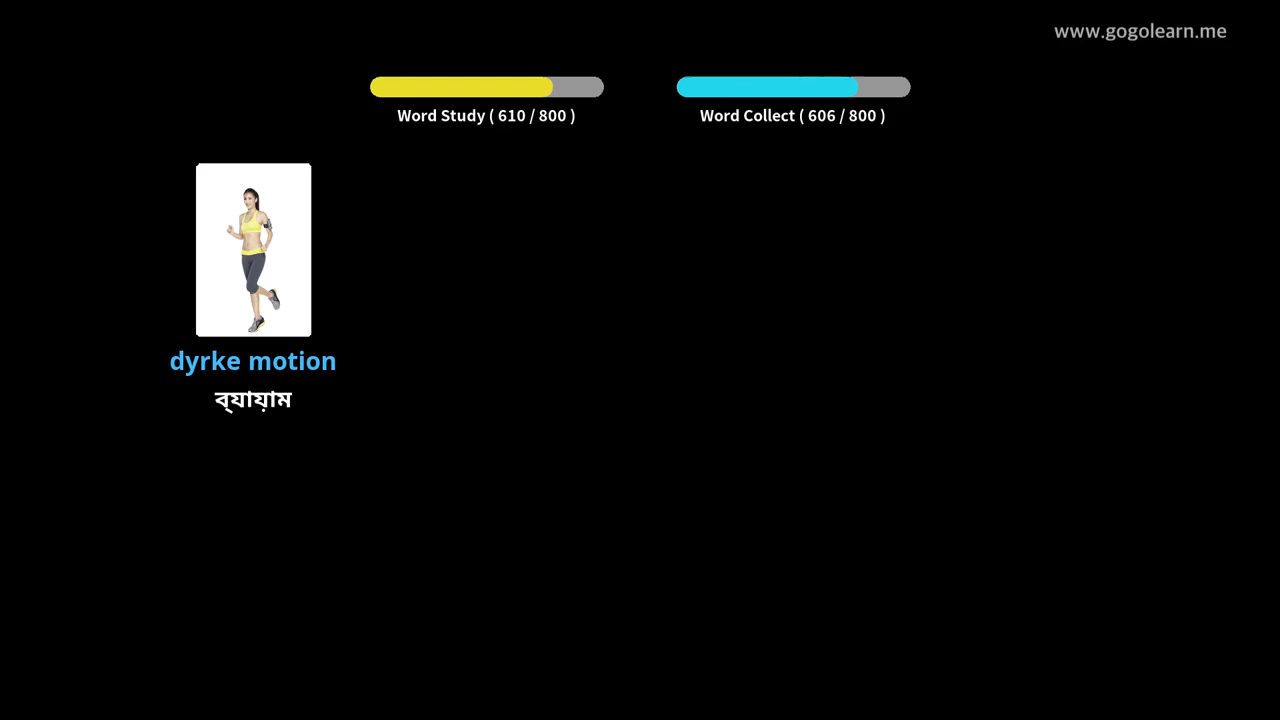 www.gogolearn.me
Word Study ( 610 / 800 )
Word Collect ( 606 / 800 )
dyrke motion
ব্যায়াম